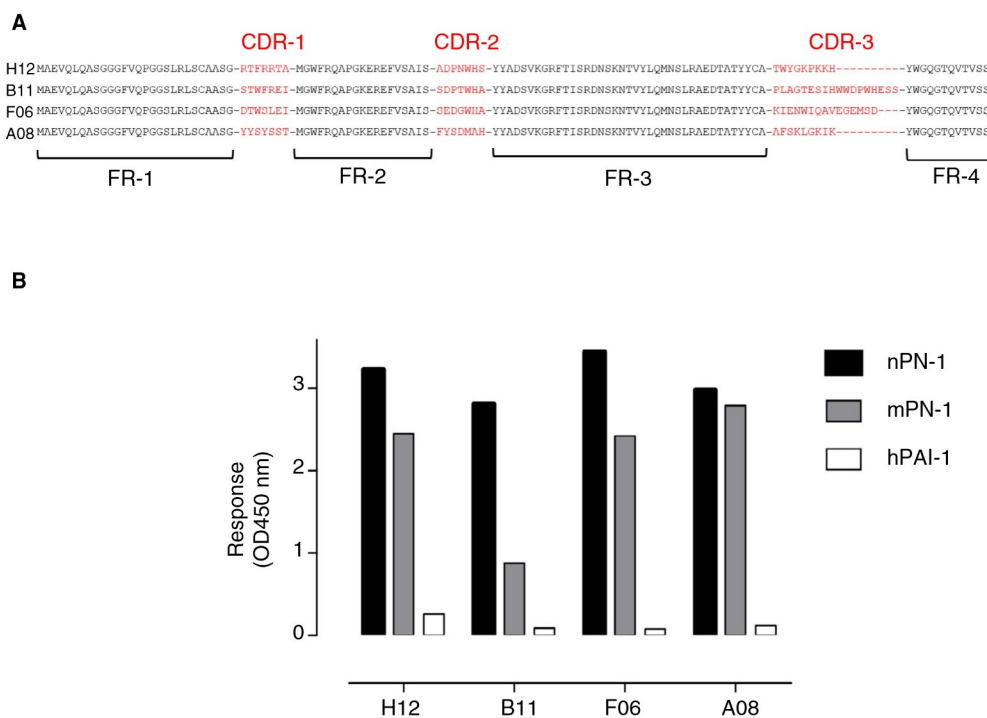 A
CDR-1 CDR-2 CDR-3
H12 MAEVQLQASGGGFVQPGGSLRLSCAASG-RTFRRTA-MGWFRQAPGKEREFVSAIS-ADPNWHS-YYADSVKGRFTISRDNSKNTVYLQMNSLRAEDTATYYCA-TWYGKPKKH----------YWGQGTQVTVSS
B11 MAEVQLQASGGGFVQPGGSLRLSCAASG-STWFREI-MGWFRQAPGKEREFVSAIS-SDPTWHA-YYADSVKGRFTISRDNSKNTVYLQMNSLRAEDTATYYCA-PLAGTESIHWWDPWHESS-YWGQGTQVTVSS
F06 MAEVQLQASGGGFVQPGGSLRLSCAASG-DTWSLEI-MGWFRQAPGKEREFVSAIS-SEDGWHA-YYADSVKGRFTISRDNSKNTVYLQMNSLRAEDTATYYCA-KIENWIQAVEGEMSD----YWGQGTQVTVSS
A08 MAEVQLQASGGGFVQPGGSLRLSCAASG-YYSYSST-MGWFRQAPGKEREFVSAIS-FYSDMAH-YYADSVKGRFTISRDNSKNTVYLQMNSLRAEDTATYYCA-AFSKLGKIK----------YWGQGTQVTVSS
FR-1 FR-2 FR-3 FR-4
B
nPN-1
mPN-1
hPAI-1
Response
(OD450 nm)
3
2
1
0
H12 B11 F06 A08